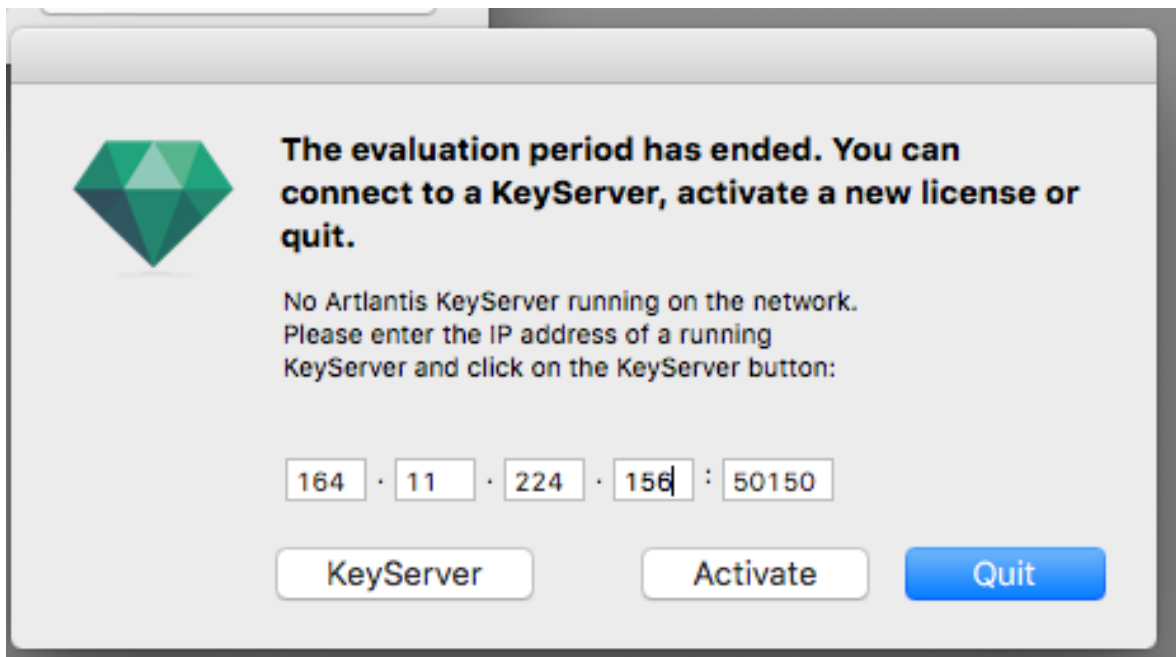 The evaluation period has ended. You can
connect to a KeyServer, activate a new license or
quit.
No Artlantis KeyServer running on the network.
Please enter the IP address of a running
KeyServer and click on the KeyServer button:
164 . 11 . 224 . 156 : 50150
KeyServer Activate Quit